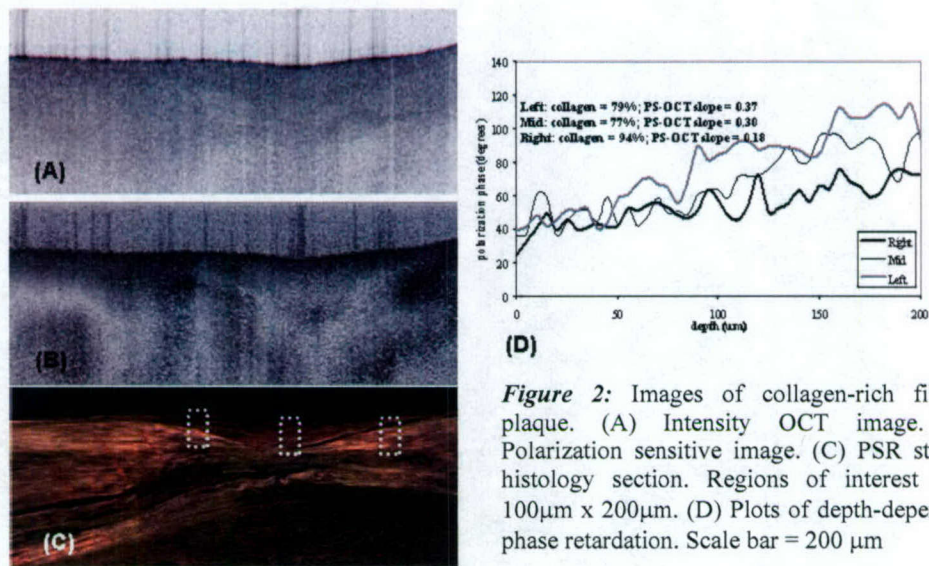 (A)
(B)
(C)
140
120
100
80
60
40
20
0
polarization phase (degrees)
Left: collagen = 79%; PS-OCT slope = 0.37
Mid: collagen = 77%; PS-OCT slope = 0.30
Right: collagen = 94%; PS-OCT slope = 0.18
Right
Mid
Left
0 50 100 150 200
depth (um)
(D)
Figure 2: Images of collagen-rich fi
plaque. (A) Intensity OCT image.
Polarization sensitive image. (C) PSR st
histology section. Regions of interest
100μm x 200μm. (D) Plots of depth-depe
phase retardation. Scale bar = 200 μm